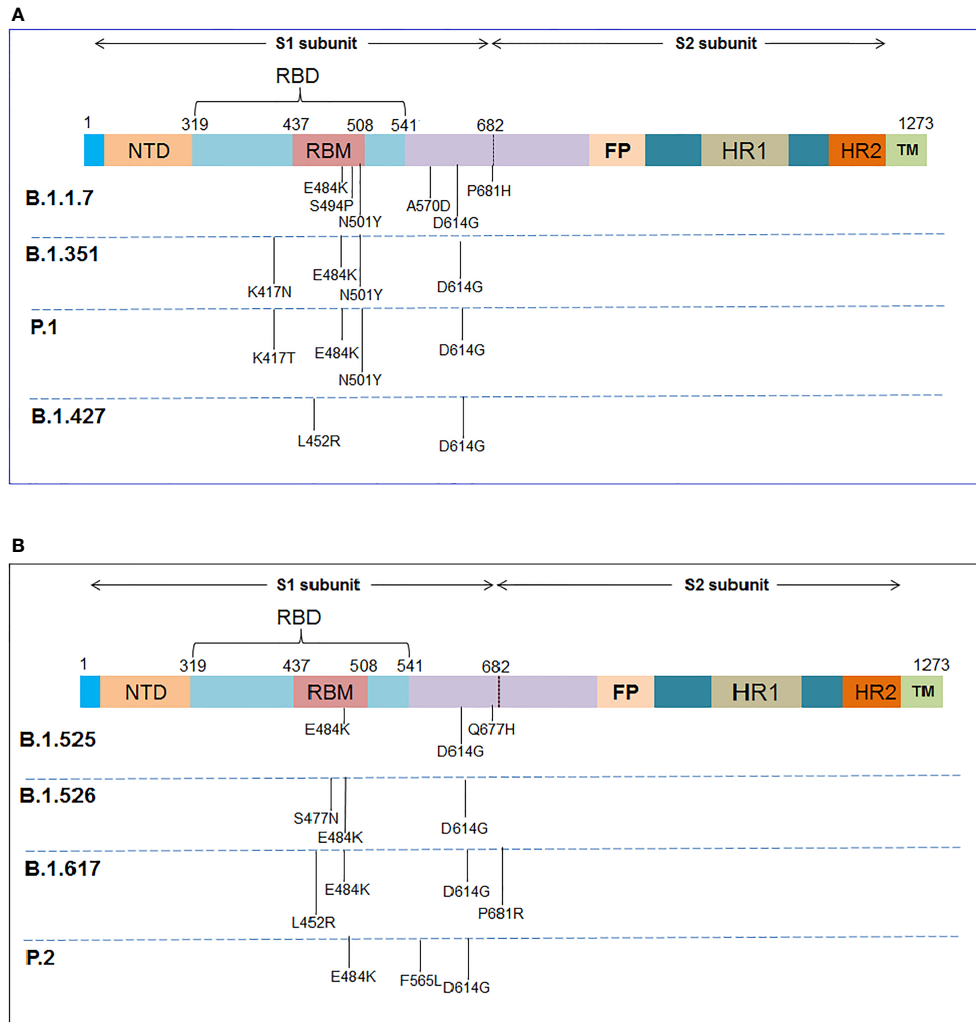 A
S1 subunit S2 subunit
RBD
1 319 437 508 541 682 1273
NTD RBM FP HR1 HR2 TM
B.1.1.7
E484K P681H
S494P A570D
N501Y D614G
B.1.351
E484K
K417N N501Y D614G
P.1
K417T E484K D614G
N501Y
B.1.427
L452R D614G
B
S1 subunit S2 subunit
RBD
1 319 437 508 541 682 1273
NTD RBM FP HR1 HR2 TM
B.1.525
E484K Q677H
D614G
B.1.526
S477N
E484K D614G
B.1.617
E484K D614G
L452R P681R
P.2
E484K F565L D614G